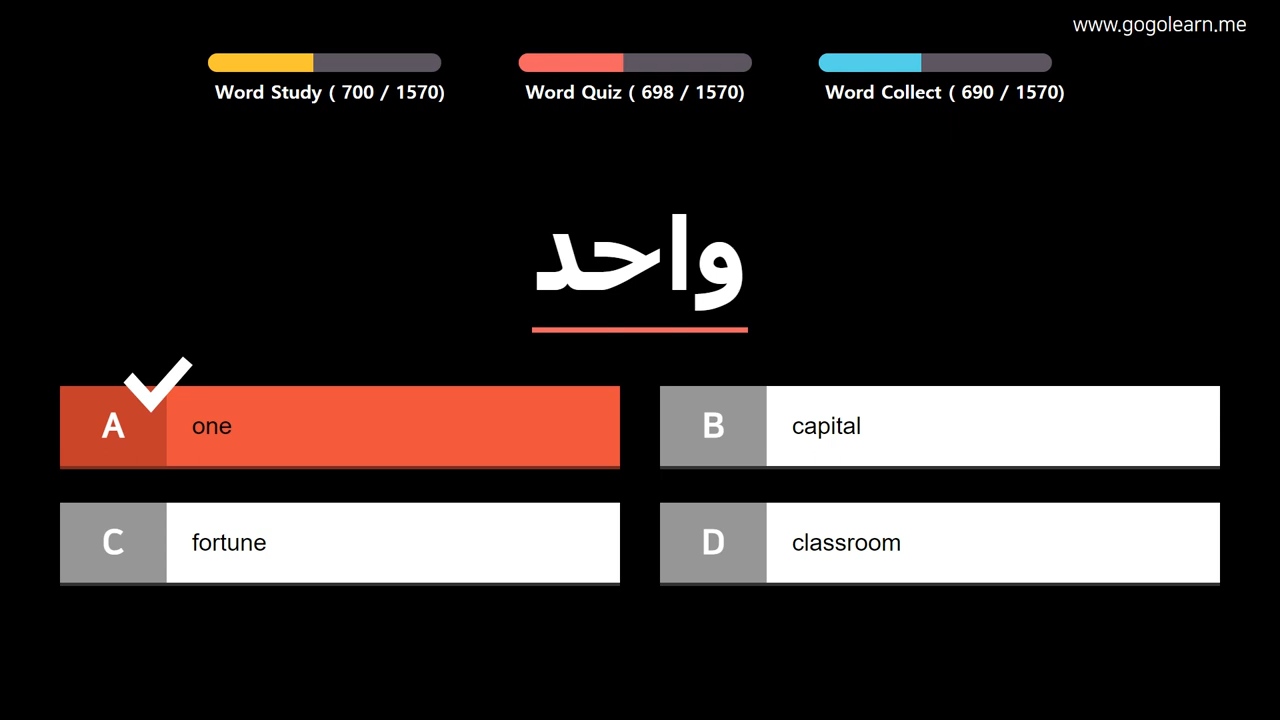 www.gogolearn.me
Word Study ( 700 / 1570)
Word Quiz ( 698 / 1570)
Word Collect ( 690 / 1570)
واحد
A one
B capital
C fortune
D classroom